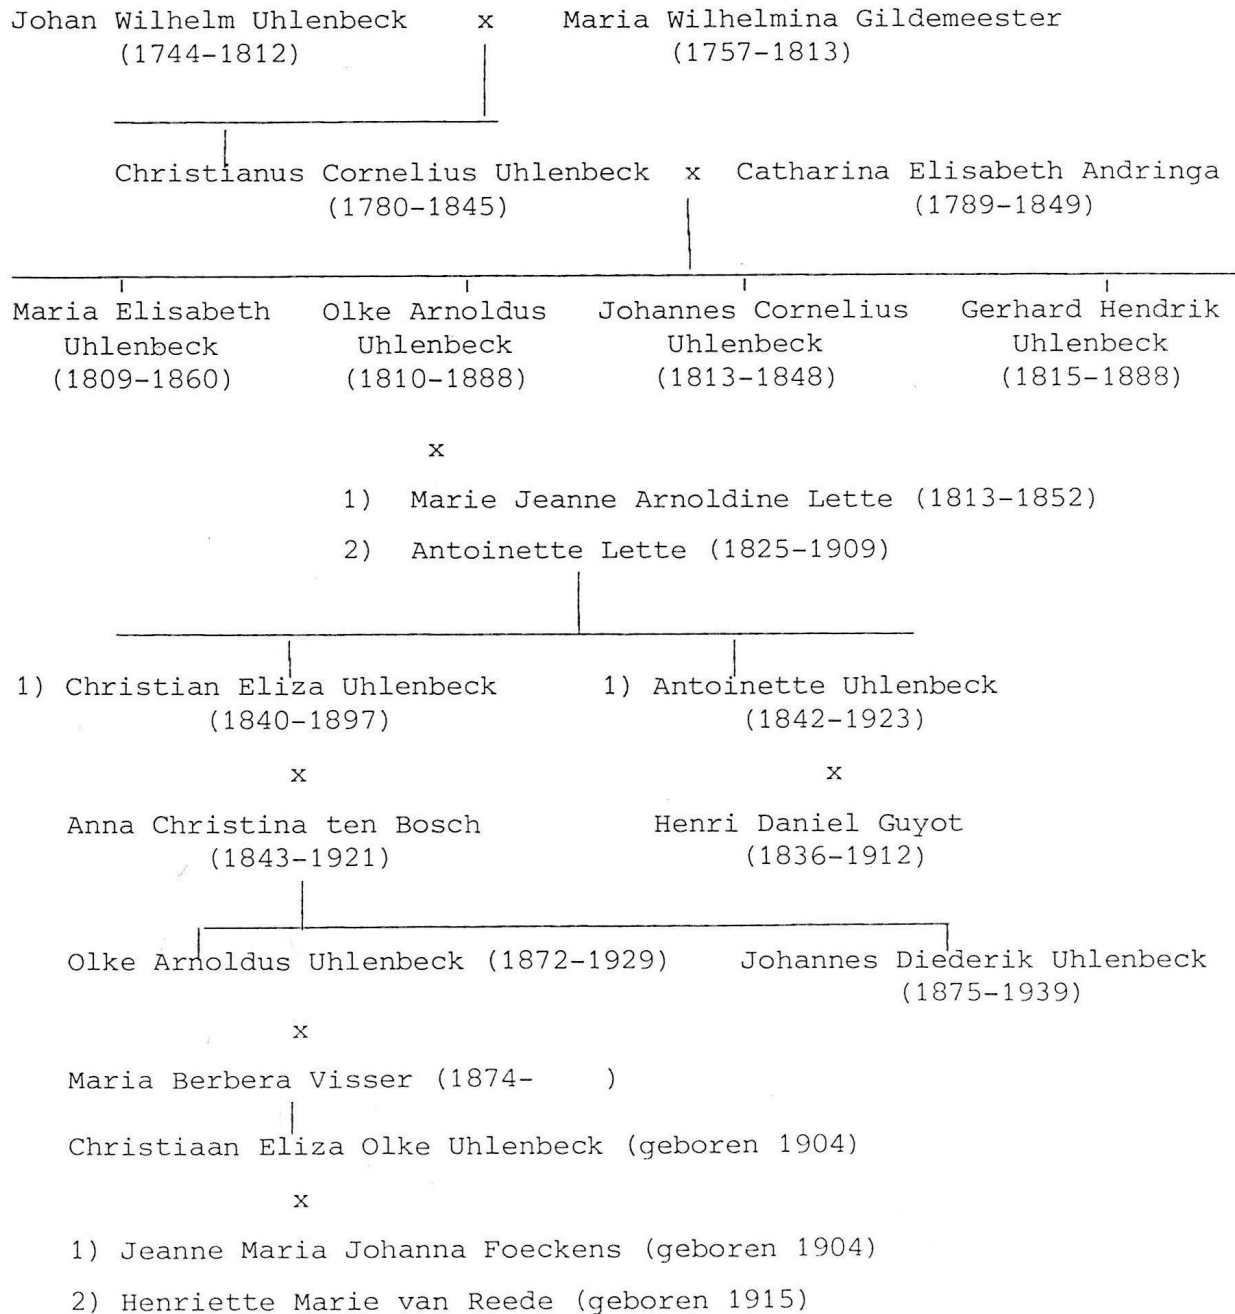 Johan Wilhelm Uhlenbeck x Maria Wilhelmina Gildemeester
(1744-1812) (1757-1813)
Christianus Cornelius Uhlenbeck x Catharina Elisabeth Andringa
(1780-1845) (1789-1849)
Maria Elisabeth Olke Arnoldus Johannes Cornelius Gerhard Hendrik
Uhlenbeck Uhlenbeck Uhlenbeck Uhlenbeck
(1809-1860) (1810-1888) (1813-1848) (1815-1888)
x
1) Marie Jeanne Arnoldine Lette (1813-1852)
2) Antoinette Lette (1825-1909)
1) Christian Eliza Uhlenbeck 1) Antoinette Uhlenbeck
(1840-1897) (1842-1923)
x x
Anna Christina ten Bosch Henri Daniel Guyot
(1843-1921) (1836-1912)
Olke Arnoldus Uhlenbeck (1872-1929) Johannes Diederik Uhlenbeck
(1875-1939)
x
Maria Berbera Visser (1874- )
Christiaan Eliza Olke Uhlenbeck (geboren 1904)
x
1) Jeanne Maria Johanna Foeckens (geboren 1904)
2) Henriette Marie van Reede (geboren 1915)